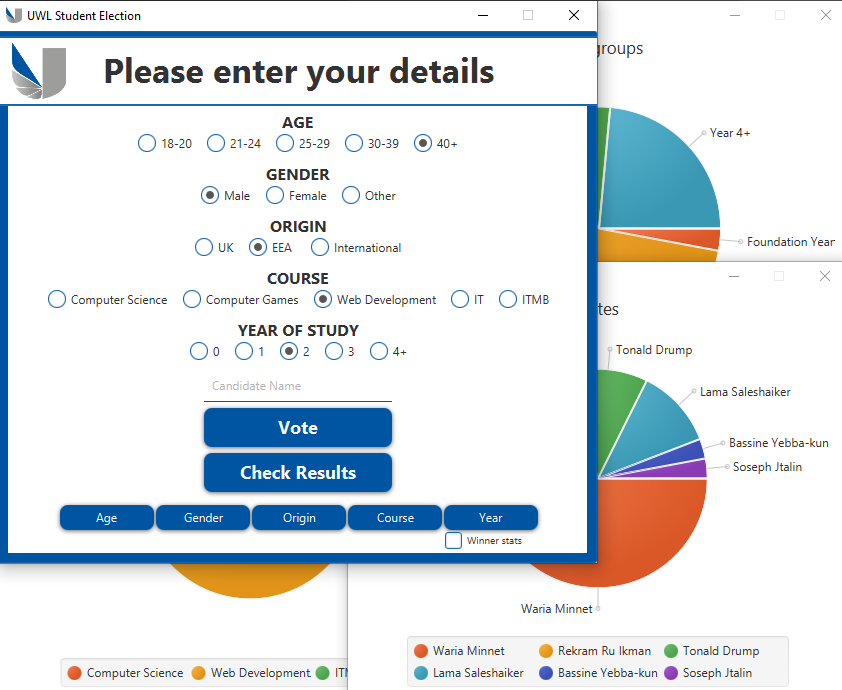 UWL Student Election
Please enter your details
AGE
18-20 21-24 25-29 30-39 40+
GENDER
Male Female Other
ORIGIN
UK EEA International
COURSE
Computer Science Computer Games Web Development IT ITMB
YEAR OF STUDY
0 1 2 3 4+
Candidate Name
Vote
Check Results
Age Gender Origin Course Year
Winner stats
groups
Year 4+
Foundation Year
tes
Tonald Drump
Lama Saleshaiker
Bassine Yebba-kun
Soseph Jtalin
Waria Minnet
Waria Minnet Rekram Ru Ikman Tonald Drump
Lama Saleshaiker Bassine Yebba-kun Soseph Jtalin
Computer Science Web Development